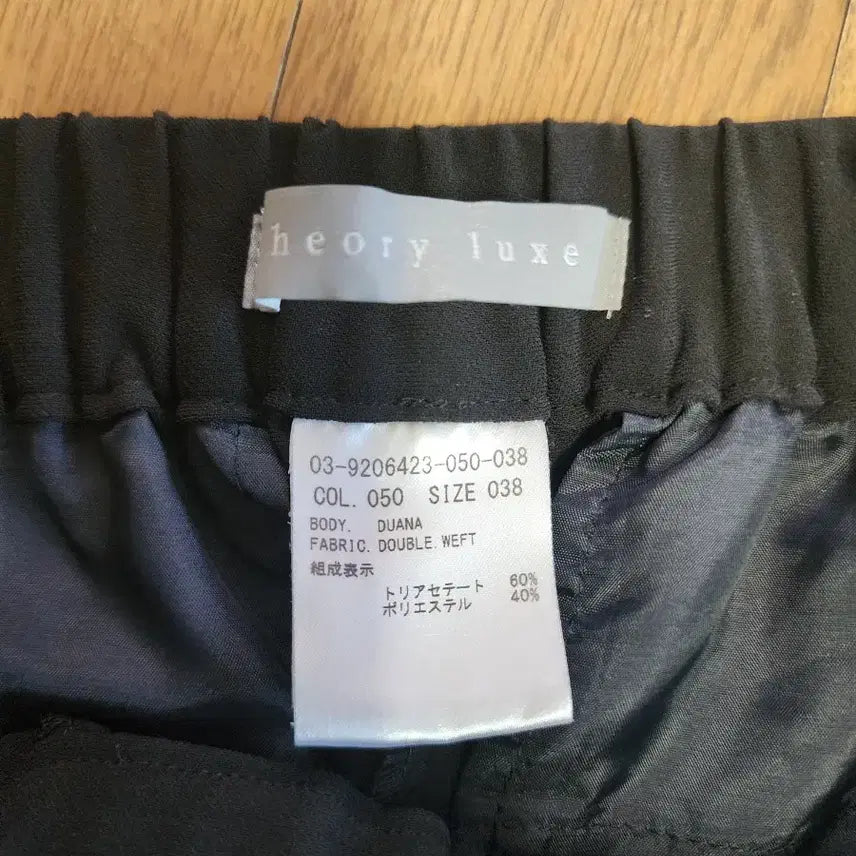 heory luxe
03-9206423-050-038
COL. 050 SIZE 038
BODY. DUANA
FABRIC. DOUBLE. WEFT
組成表示
トリアセテート 60%
ポリエステル 40%